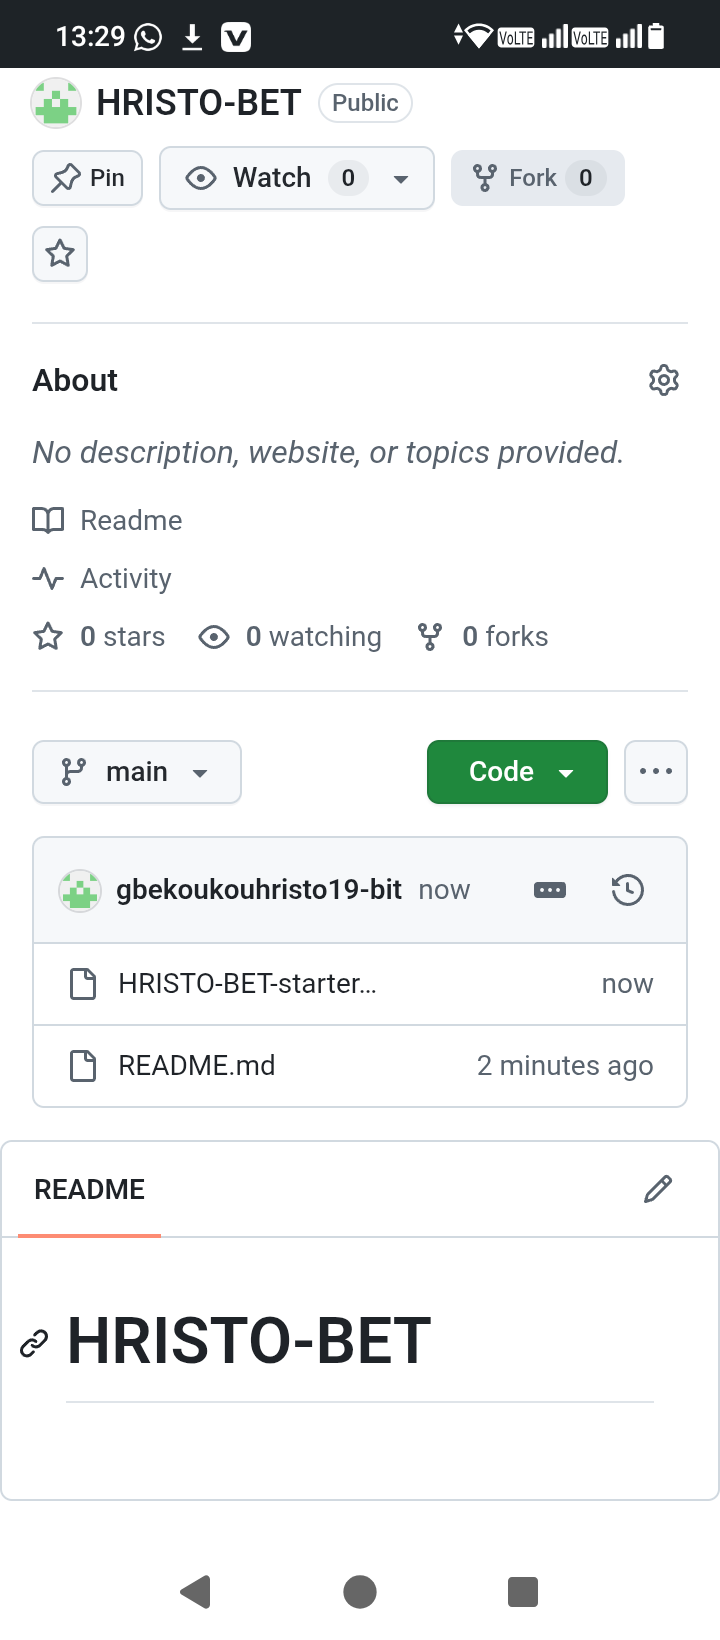 13:29 VoLTE VoLTE
HRISTO-BET Public
Pin Watch 0 Fork 0
About
No description, website, or topics provided.
Readme
Activity
0 stars 0 watching 0 forks
main Code
gbekoukouhristo19-bit now
HRISTO-BET-starter... now
README.md 2 minutes ago
README
HRISTO-BET